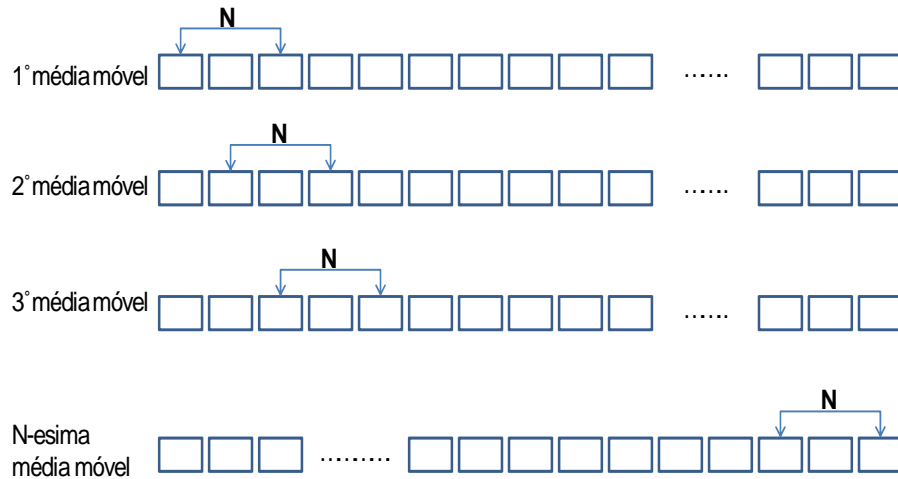 N
1° média móvel
.......
N
2° média móvel
.......
N
3° média móvel
.......
N
N-esima
média móvel
.........